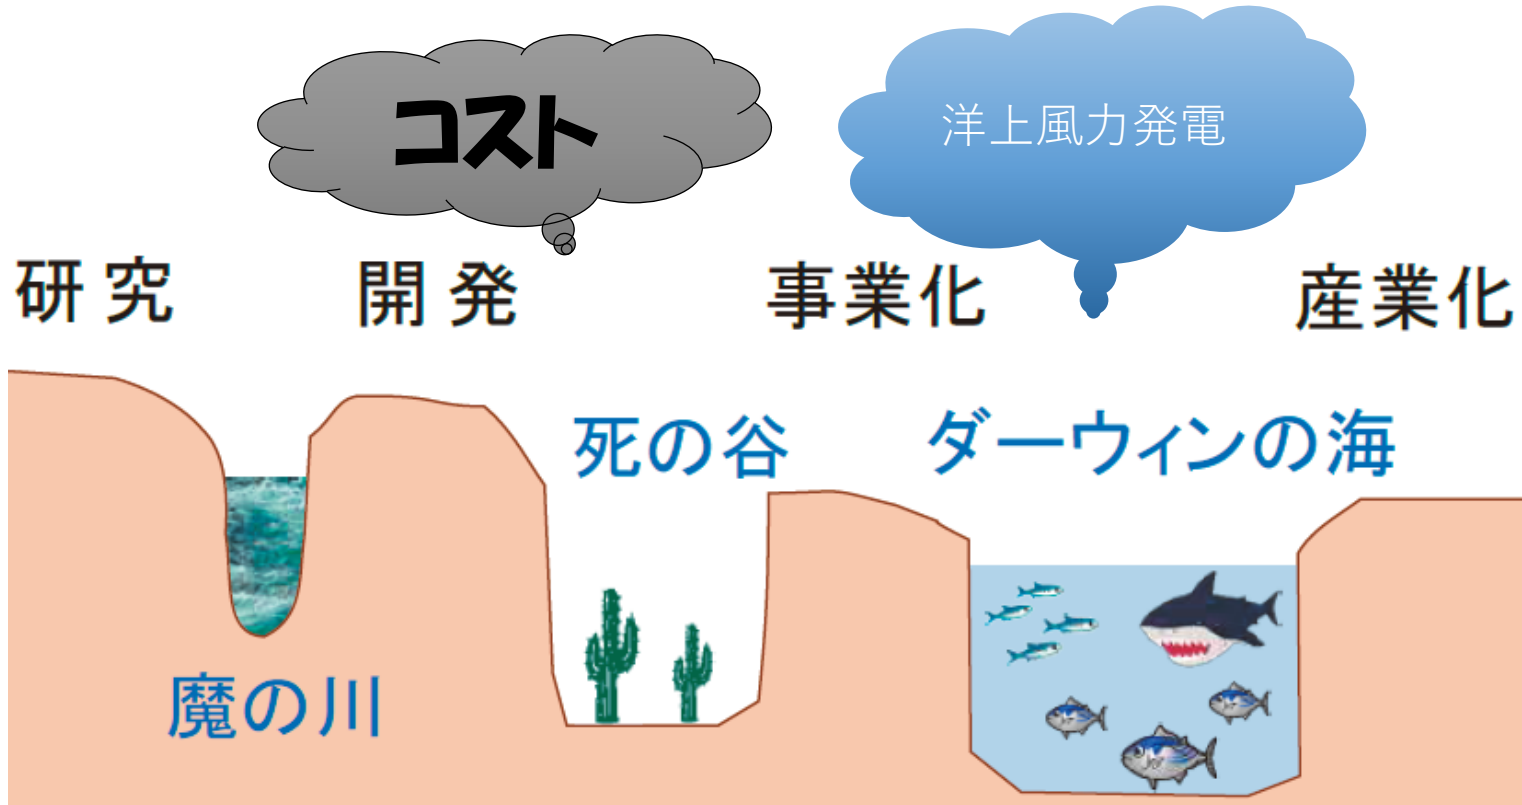 コスト
洋上風力発電
研究
開発
事業化
産業化
死の谷
ダーウィンの海
魔の川